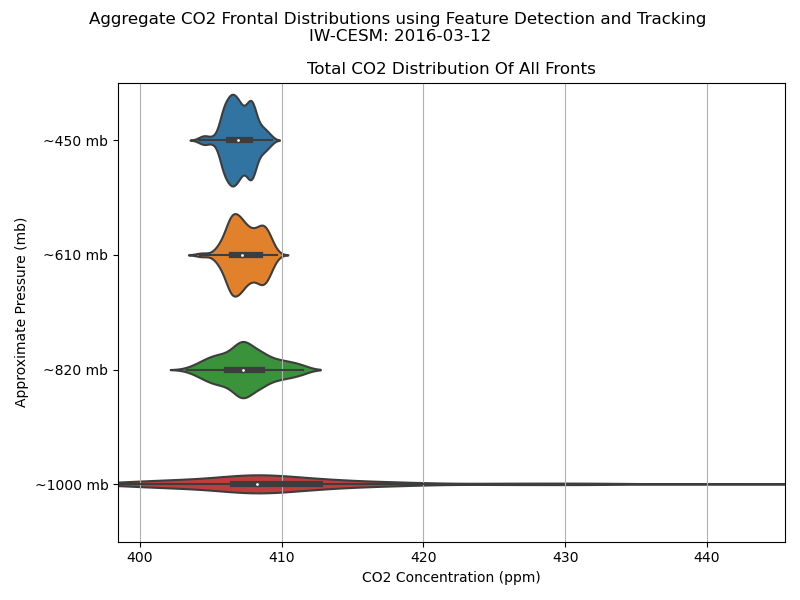 Aggregate CO2 Frontal Distributions using Feature Detection and Tracking
IW-CESM: 2016-03-12
Total CO2 Distribution Of All Fronts
~450 mb
~610 mb
~820 mb
~1000 mb
Approximate Pressure (mb)
400 410 420 430 440
CO2 Concentration (ppm)